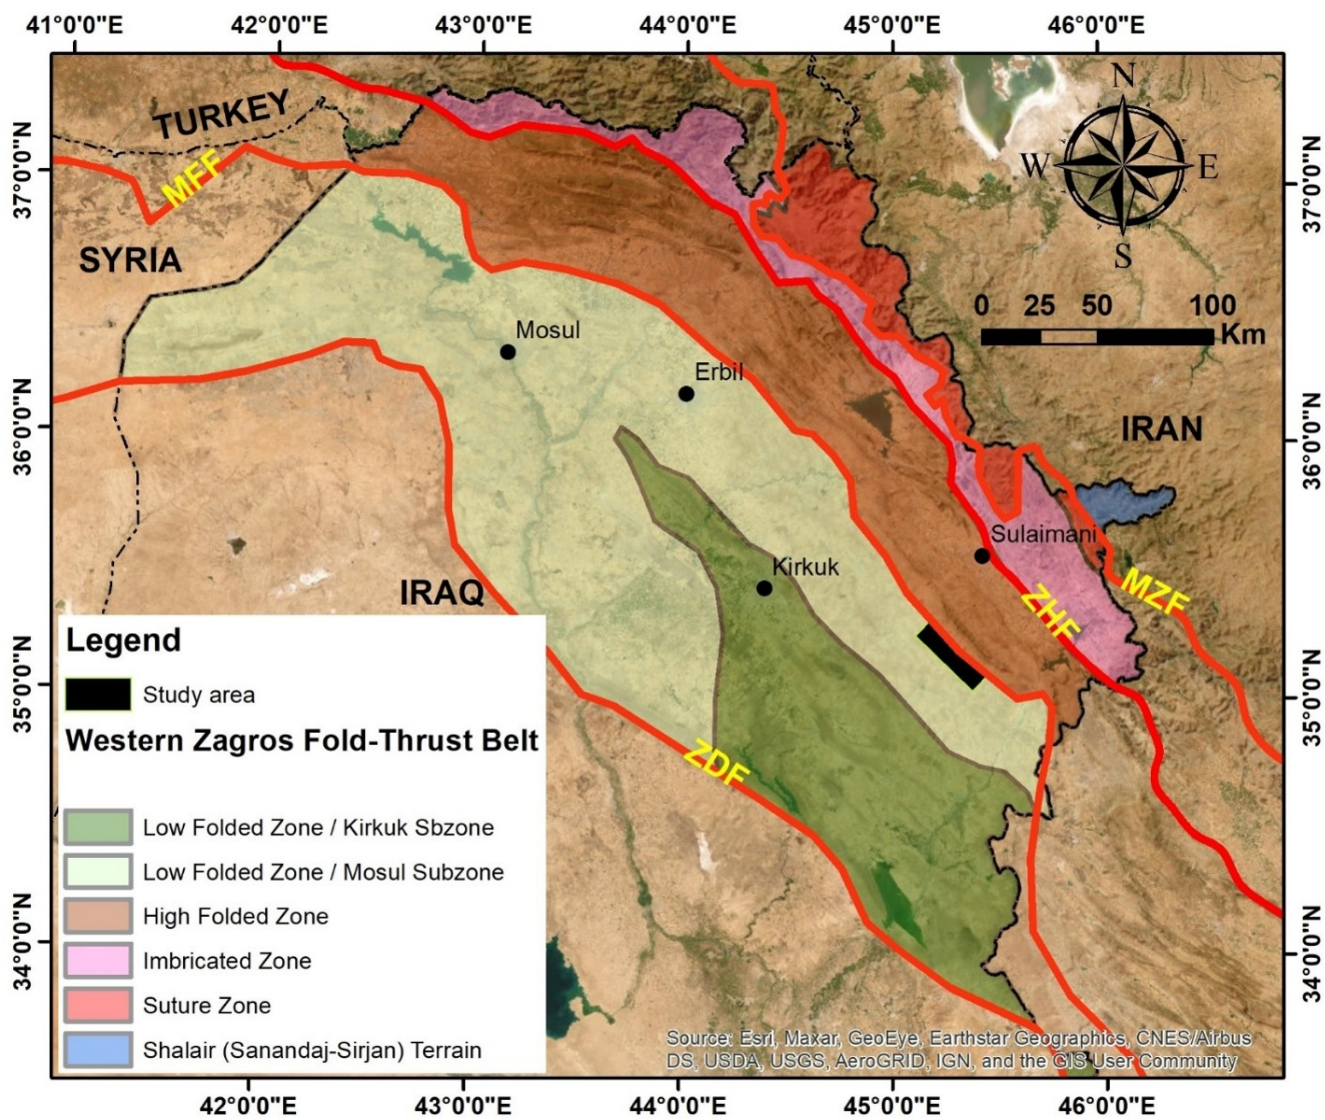 41°0'0"E 42°0'0"E 43°0'0"E 44°0'0"E 45°0'0"E 46°0'0"E
N
TURKEY
W E
37°0'0"N
MFF
37°0'0"N
S
SYRIA
0 25 50 100
Km
Mosul
Erbil
IRAN
36°0'0"N
36°0'0"N
Sulaimani
Kirkuk
IRAQ
MZF
ZHF
Legend
Study area
35°0'0"N
35°0'0"N
Western Zagros Fold-Thrust Belt
ZDF
Low Folded Zone / Kirkuk Sbzone
Low Folded Zone / Mosul Subzone
High Folded Zone
34°0'0"N
34°0'0"N
Imbricated Zone
Suture Zone
Shalair (Sanandaj-Sirjan) Terrain
Source: Esri, Maxar, GeoEye, Earthstar Geographics, CNES/Airbus
DS, USDA, USGS, AeroGRID, IGN, and the GIS User Community
42°0'0"E 43°0'0"E 44°0'0"E 45°0'0"E 46°0'0"E